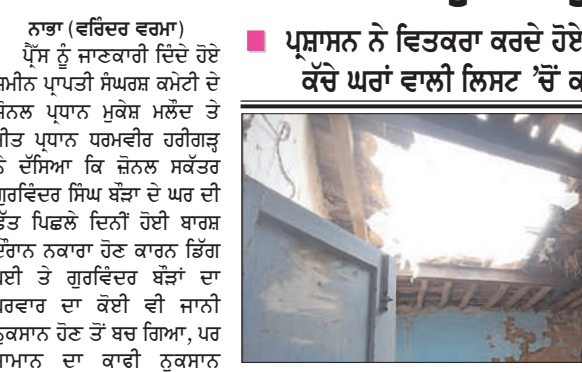 ਨਾਭਾ (ਵਰਿੰਦਰ ਵਰਮਾ)
ਪ੍ਰੈੱਸ ਨੂੰ ਜਾਣਕਾਰੀ ਦਿੰਦੇ ਹੋਏ
ਜ਼ਮੀਨ ਪ੍ਰਾਪਤੀ ਸੰਘਰਸ਼ ਕਮੇਟੀ ਦੇ
ਜ਼ੋਨਲ ਪ੍ਰਧਾਨ ਮੁਕੇਸ਼ ਮਲੌਦ ਤੇ
ਮੀਤ ਪ੍ਰਧਾਨ ਧਰਮਵੀਰ ਹਰੀਗੜ੍ਹ
ਨੇ ਦੱਸਿਆ ਕਿ ਜ਼ੋਨਲ ਸਕੱਤਰ
ਗੁਰਵਿੰਦਰ ਸਿੰਘ ਬੌੜਾ ਦੇ ਘਰ ਦੀ
ਛੱਤ ਪਿਛਲੇ ਦਿਨੀਂ ਹੋਈ ਬਾਰਸ਼
ਦੌਰਾਨ ਨਕਾਰਾ ਹੋਣ ਕਾਰਨ ਡਿੱਗ
ਪਈ ਤੇ ਗੁਰਵਿੰਦਰ ਬੌੜਾਂ ਦਾ
ਪਰਵਾਰ ਦਾ ਕੋਈ ਵੀ ਜਾਨੀ
ਨੁਕਸਾਨ ਹੋਣ ਤੋਂ ਬਚ ਗਿਆ, ਪਰ
ਸਾਮਾਨ ਦਾ ਕਾਫੀ ਨੁਕਸਾਨ
ਪ੍ਰਸ਼ਾਸਨ ਨੇ ਵਿਤਕਰਾ ਕਰਦੇ ਹੋਏ
ਕੱਚੇ ਘਰਾਂ ਵਾਲੀ ਲਿਸਟ ’ਚੋਂ